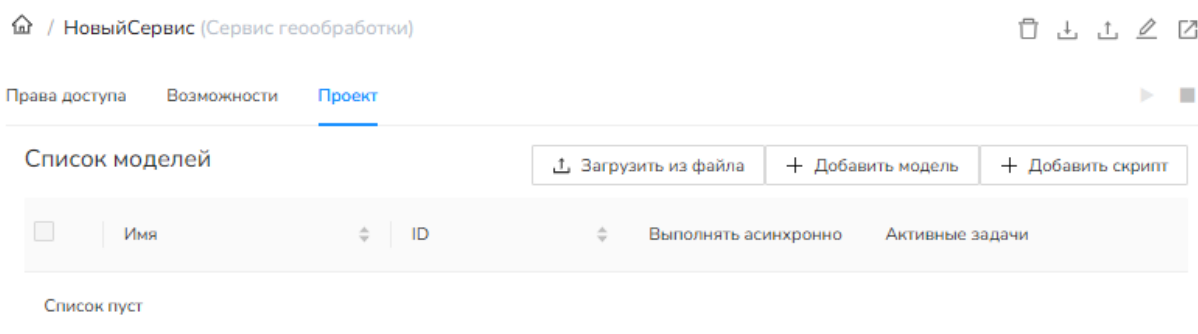 / НовыйСервис (Сервис геообработки)
Права доступа Возможности Проект
Список моделей Загрузить из файла + Добавить модель + Добавить скрипт
Имя ID Выполнять асинхронно Активные задачи
Список пуст